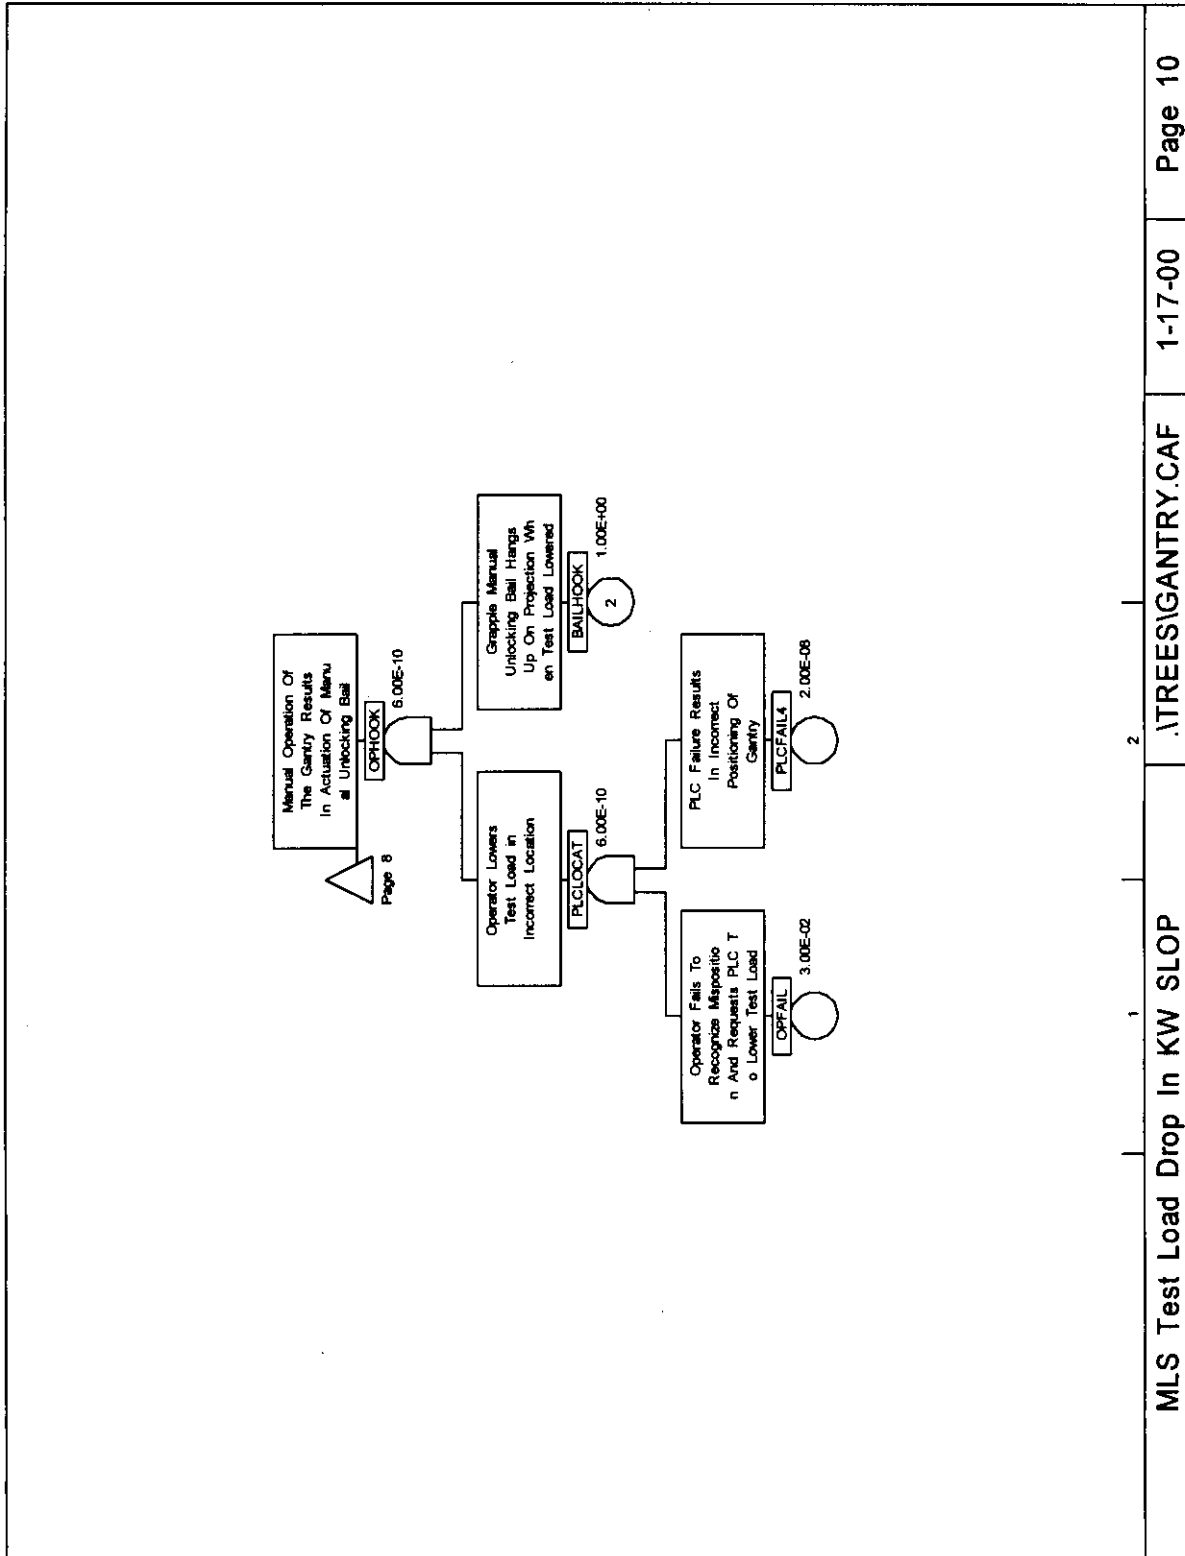 Manual Operation Of
The Gantry Results
In Actuation Of Manu
al Unlocking Bail
OPHOOK
6.00E-10
Page 8
Operator Lowers
Test Load in
Incorrect Location
PLCLOCAT
6.00E-10
Grapple Manual
Unlocking Bail Hangs
Up On Projection Wh
en Test Load Lowered
BAILHOOK
1.00E+00
2
Operator Fails To
Recognize Mispositio
n And Requests PLC T
o Lower Test Load
OPFAIL
3.00E-02
PLC Failure Results
In Incorrect
Positioning Of
Gantry
PLCFAIL4
2.00E-08
1
2
MLS Test Load Drop In KW SLOP
.\TREES\GANTRY.CAF
1-17-00
Page 10